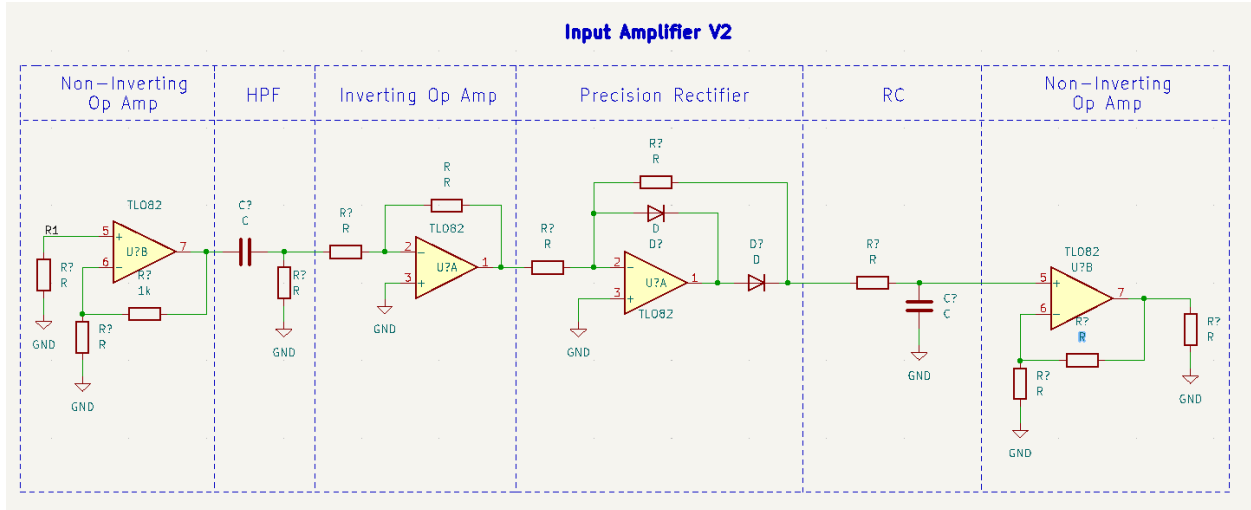 Input Amplifier V2
Non-Inverting
Op Amp
HPF
Inverting Op Amp
Precision Rectifier
RC
Non-Inverting
Op Amp
TL082
R1
5
+
6
-
7
U?B
R?
R
GND
R?
1k
R?
R
GND
C?
C
R?
R
GND
R?
R
R
R
TL082
2
-
3
+
1
U?A
GND
R?
R
R?
R
D
D?
2
-
3
+
1
U?A
TL082
GND
D?
D
R?
R
C?
C
GND
TL082
U?B
5
+
6
-
7
R?
R
R?
R
GND
R?
R
GND